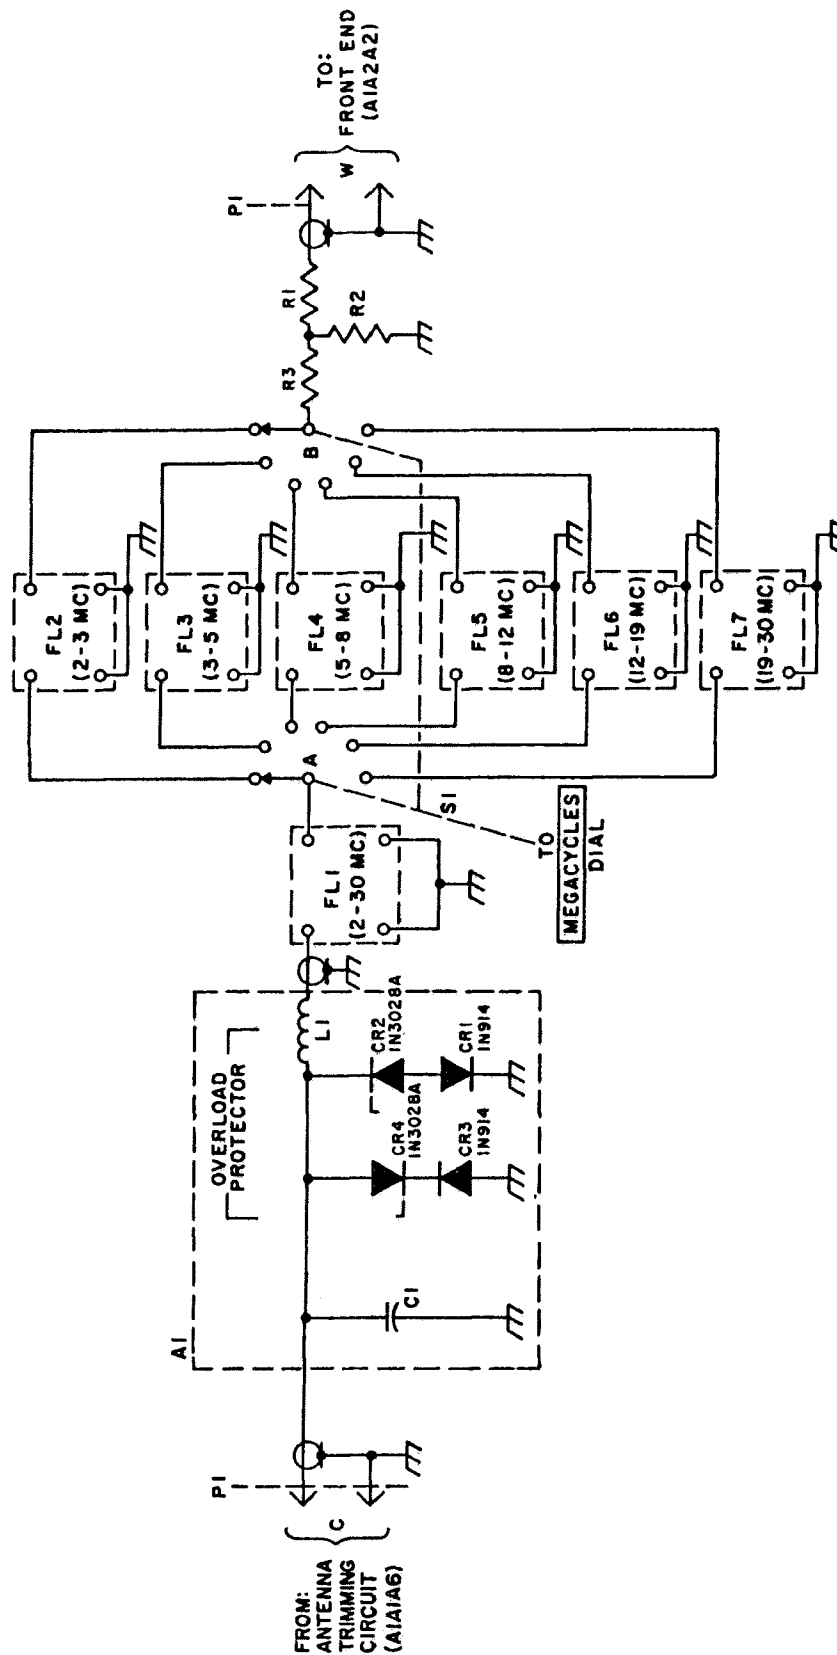 FROM:
ANTENNA
TRIMMING
CIRCUIT
(A1A1A6)
C
P1
A1
OVERLOAD
PROTECTOR
C1
CR4
1N3028A
CR3
1N914
CR2
1N3028A
CR1
1N914
L1
FL1
(2-30 MC)
S1
TO
MEGACYCLES
DIAL
A
FL2
(2-3 MC)
FL3
(3-5 MC)
FL4
(5-8 MC)
FL5
(8-12 MC)
FL6
(12-19 MC)
FL7
(19-30 MC)
B
R3
R1
R2
P1
W
TO:
FRONT END
(A1A2A2)